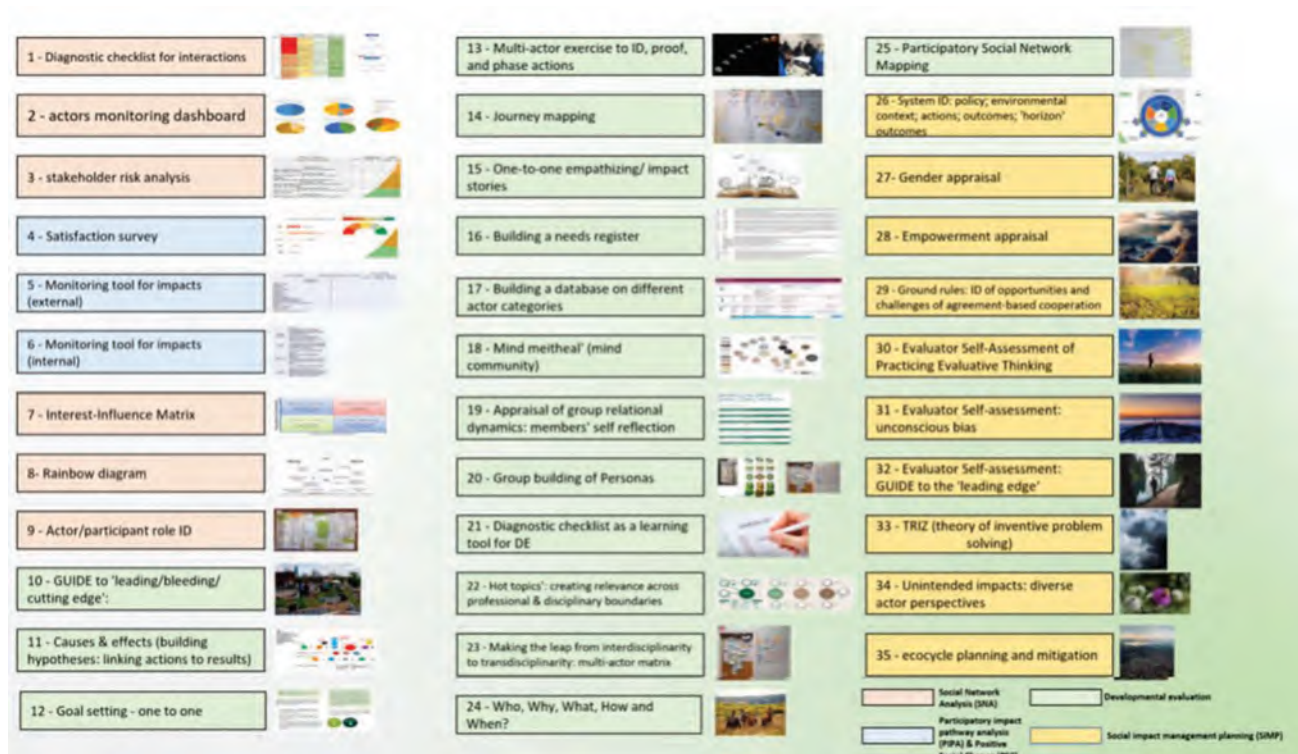 1 - Diagnostic checklist for interactions
2 - actors monitoring dashboard
3 - stakeholder risk analysis
4 - Satisfaction survey
5 - Monitoring tool for impacts
(external)
6 - Monitoring tool for impacts
(internal)
7 - Interest-Influence Matrix
8- Rainbow diagram
9 - Actor/participant role ID
10 - GUIDE to 'leading/bleeding/
cutting edge':
11 - Causes & effects (building
hypotheses: linking actions to results)
12 - Goal setting - one to one
13 - Multi-actor exercise to ID, proof,
and phase actions
14 - Journey mapping
15 - One-to-one empathizing/ impact
stories
16 - Building a needs register
17 - Building a database on different
actor categories
18 - Mind meitheal' (mind
community)
19 - Appraisal of group relational
dynamics: members' self reflection
20 - Group building of Personas
21 - Diagnostic checklist as a learning
tool for DE
22 - Hot topics': creating relevance across
professional & disciplinary boundaries
23 - Making the leap from interdisciplinarity
to transdisciplinarity: multi-actor matrix
24 - Who, Why, What, How and
When?
25 - Participatory Social Network
Mapping
26 - System ID: policy; environmental
context; actions; outcomes; 'horizon'
outcomes
27- Gender appraisal
28 - Empowerment appraisal
29 - Ground rules: ID of opportunities and
challenges of agreement-based cooperation
30 - Evaluator Self-Assessment of
Practicing Evaluative Thinking
31 - Evaluator Self-assessment:
unconscious bias
32 - Evaluator Self-assessment:
GUIDE to the 'leading edge'
33 - TRIZ (theory of inventive problem
solving)
34 - Unintended impacts: diverse
actor perspectives
35 - ecocycle planning and mitigation
Social Network
Analysis (SNA)
Developmental evaluation
Participatory impact
pathway analysis
(PIPA) & Positive
Social impact management planning (SIMP)